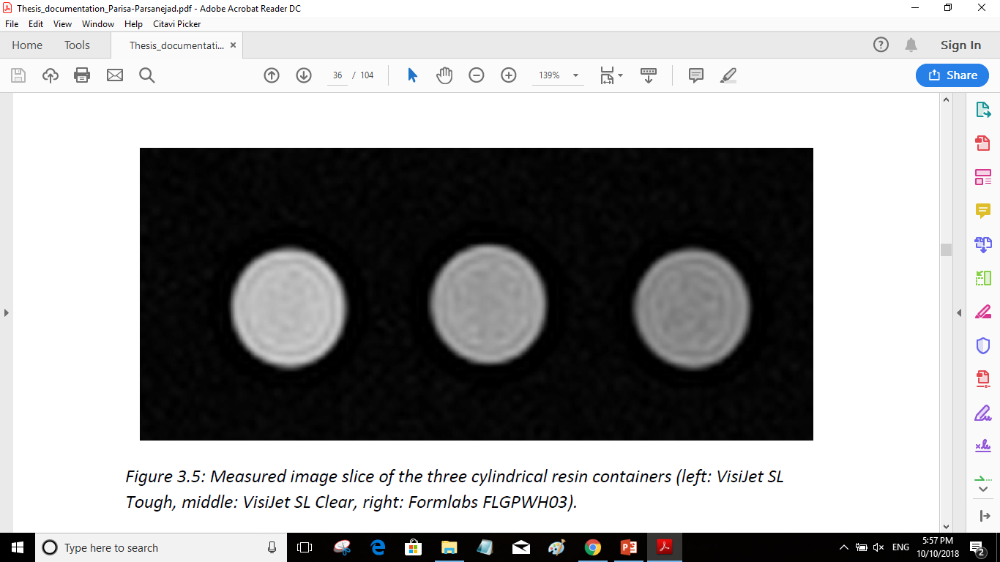 Thesis_documentation_Parisa-Parsanejad.pdf - Adobe Acrobat Reader DC
File Edit View Window Help Citavi Picker
Home Tools Thesis_documentati... × ? Sign In
36 / 104 139% Share
Figure 3.5: Measured image slice of the three cylindrical resin containers (left: VisiJet SL
Tough, middle: VisiJet SL Clear, right: Formlabs FLGPWH03).
Type here to search ENG 5:57 PM
10/10/2018 2